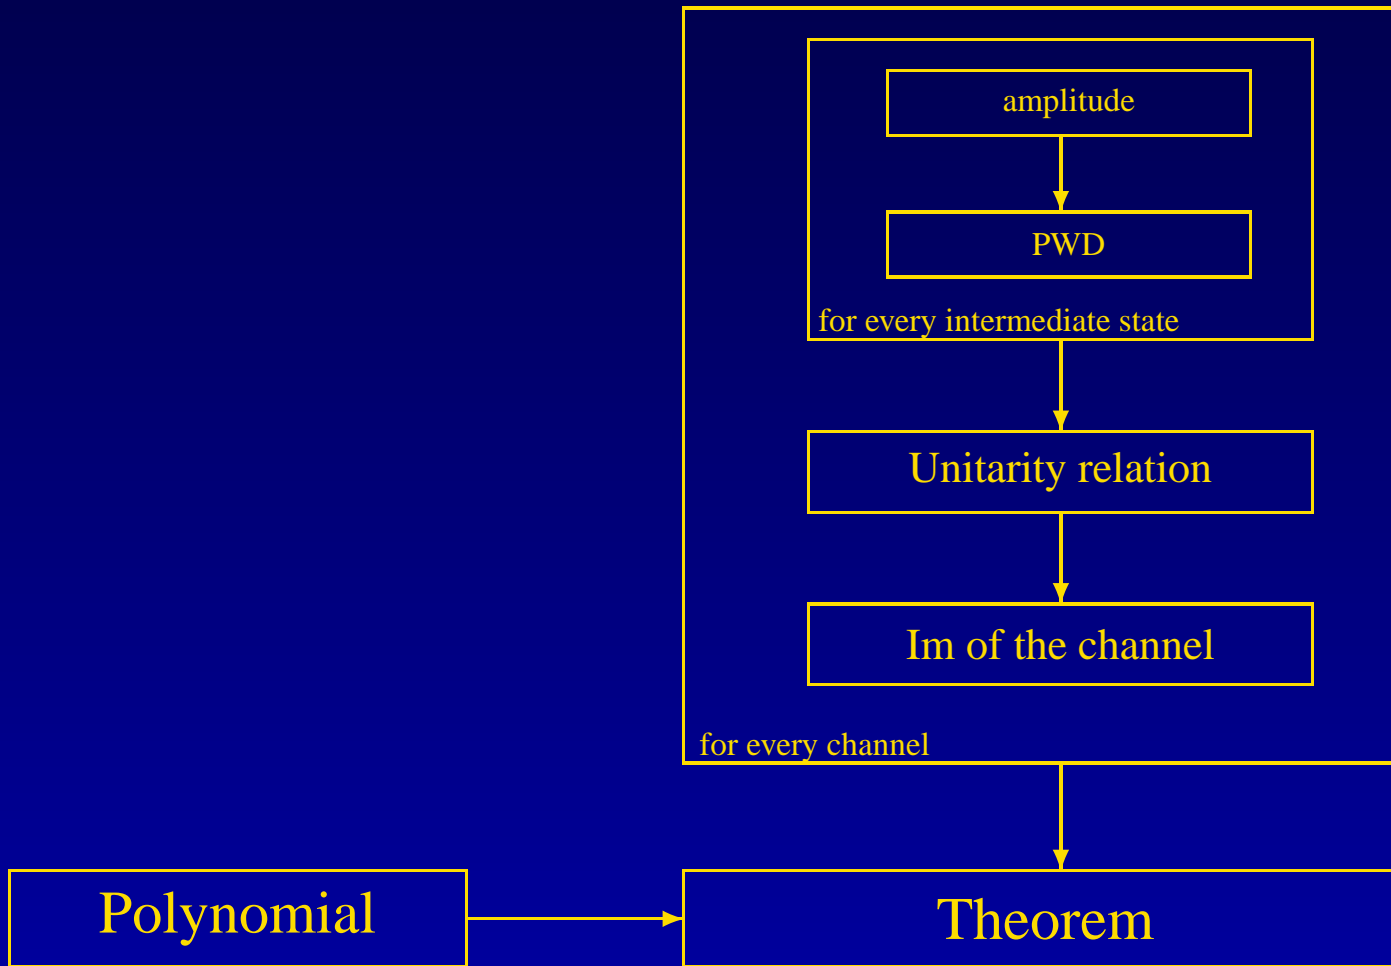 amplitude
PWD
for every intermediate state
Unitarity relation
Im of the channel
for every channel
Polynomial
Theorem